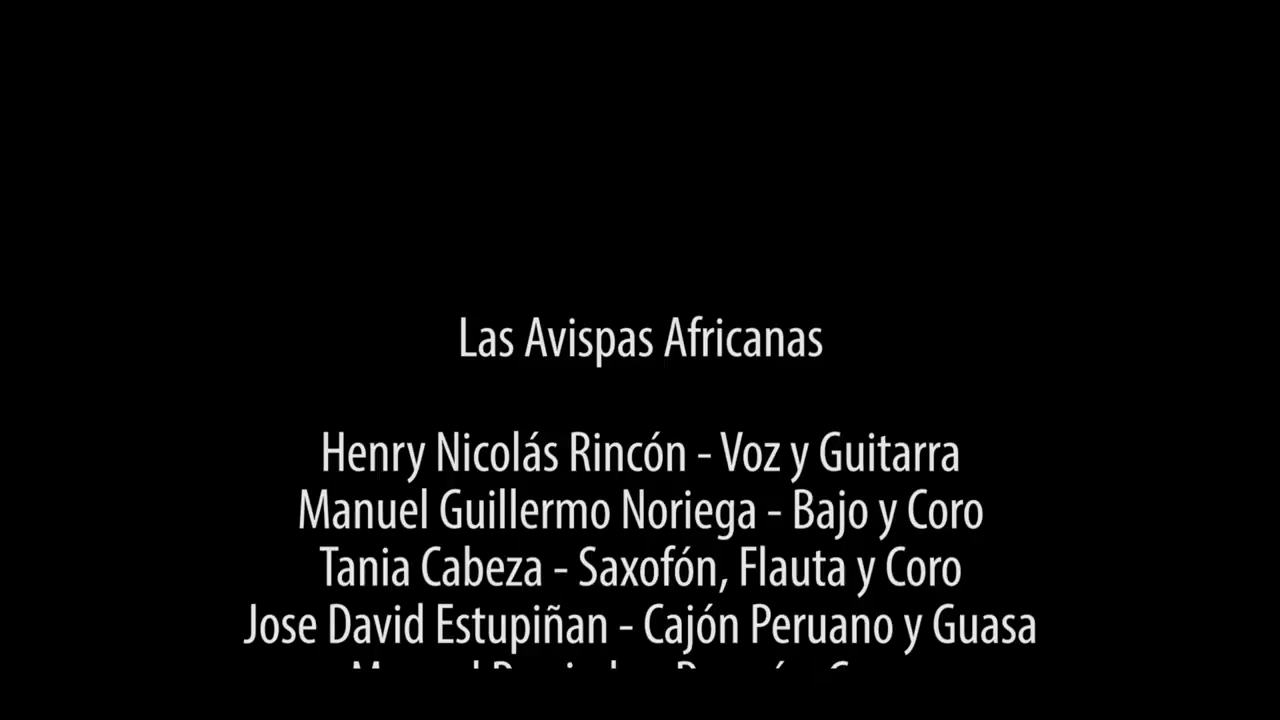 Las Avispas Africanas
Henry Nicolás Rincón - Voz y Guitarra
Manuel Guillermo Noriega - Bajo y Coro
Tania Cabeza - Saxofón, Flauta y Coro
Jose David Estupiñan - Cajón Peruano y Guasa